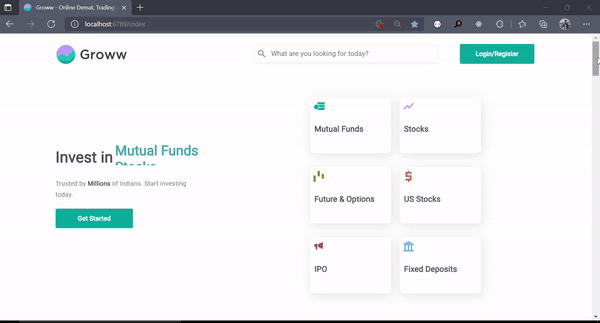 Groww - Online Demat, Trading
localhost:6789/index
Groww
What are you looking for today?
Login/Register
Mutual Funds
Stocks
Invest in Mutual Funds
Stocks
Trusted by Millions of Indians. Start investing
today.
Get Started
Future & Options
US Stocks
IPO
Fixed Deposits